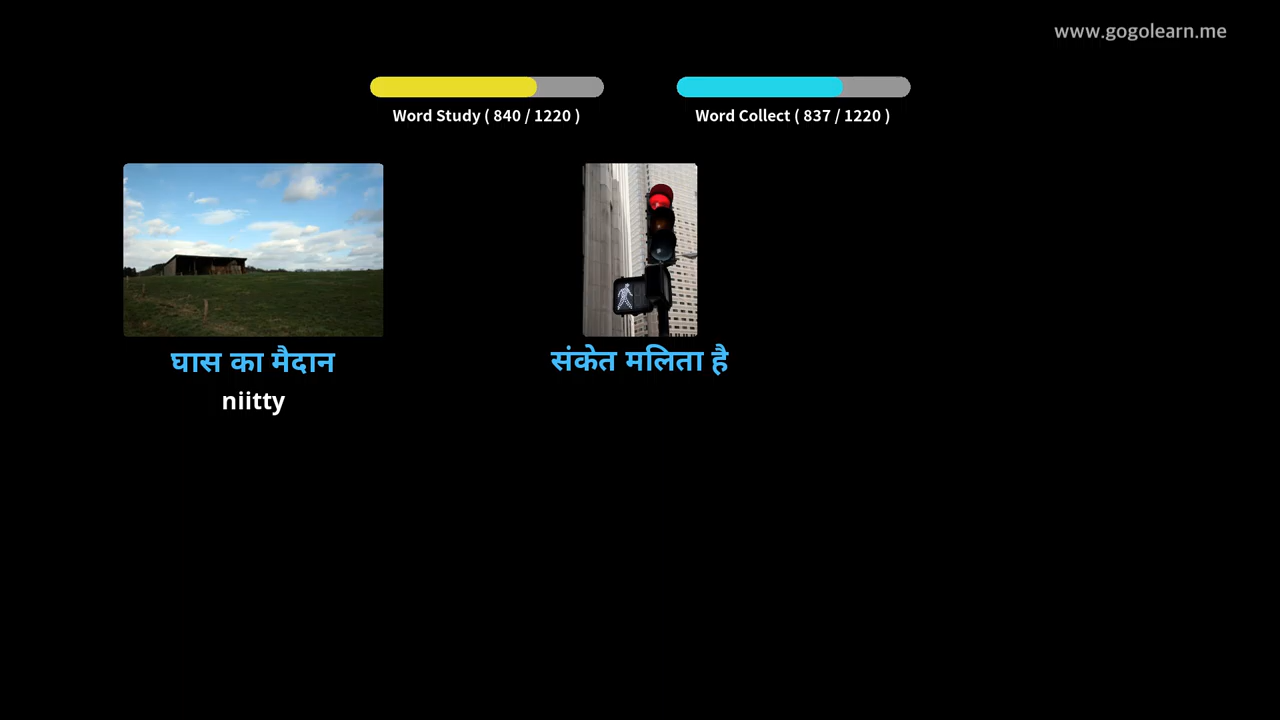 www.gogolearn.me
Word Study ( 840 / 1220 )
Word Collect ( 837 / 1220 )
घास का मैदान
niitty
संकेत मलिता है